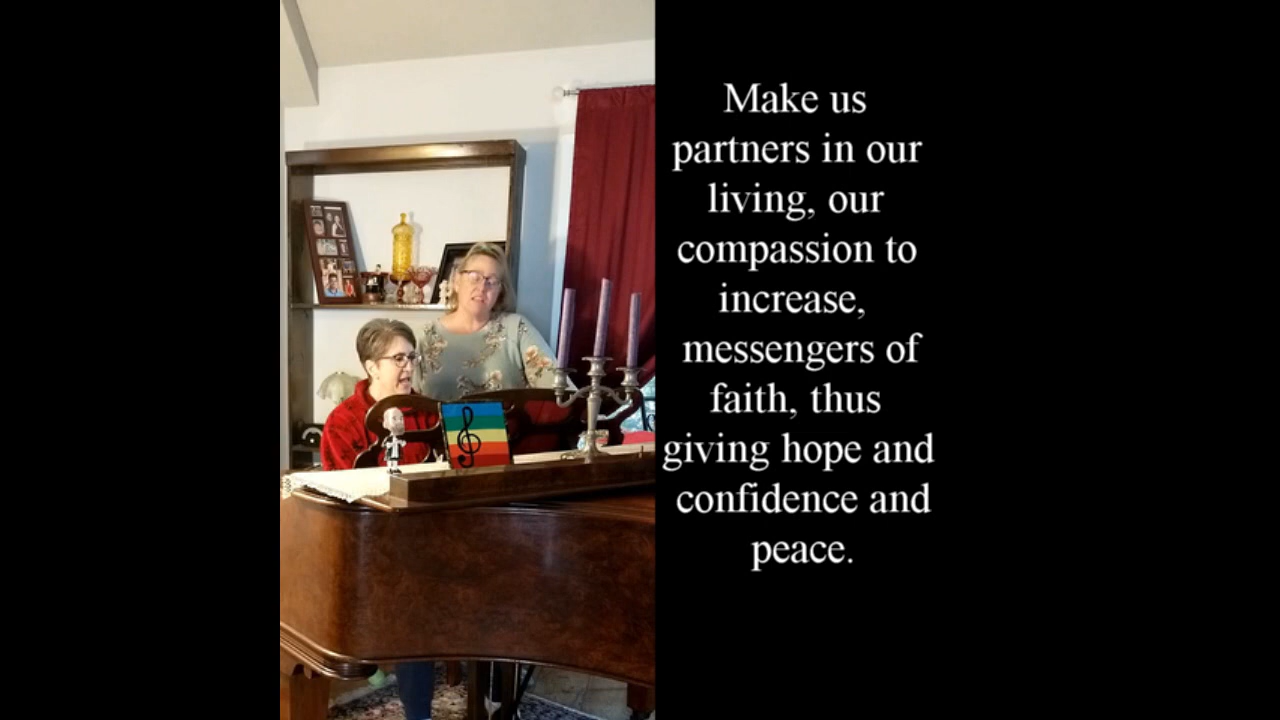 Make us
partners in our
living, our
compassion to
increase,
messengers of
faith, thus
giving hope and
confidence and
peace.